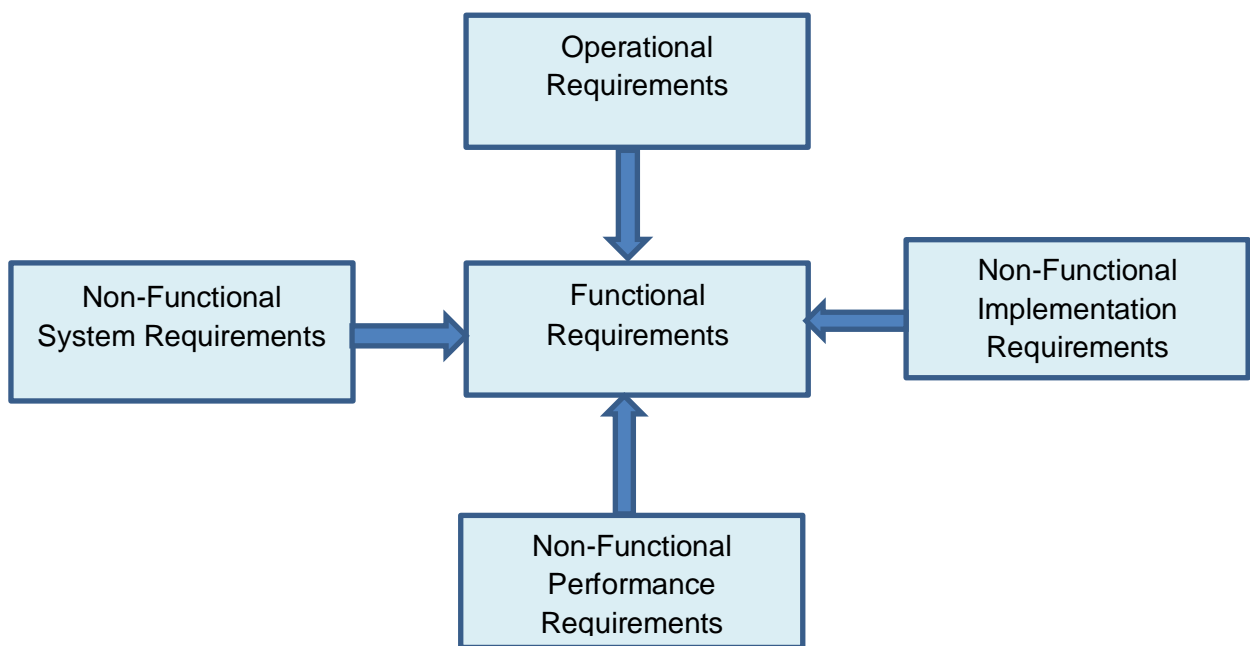 Operational
Requirements
Non-Functional
System Requirements
Functional
Requirements
Non-Functional
Implementation
Requirements
Non-Functional
Performance
Requirements